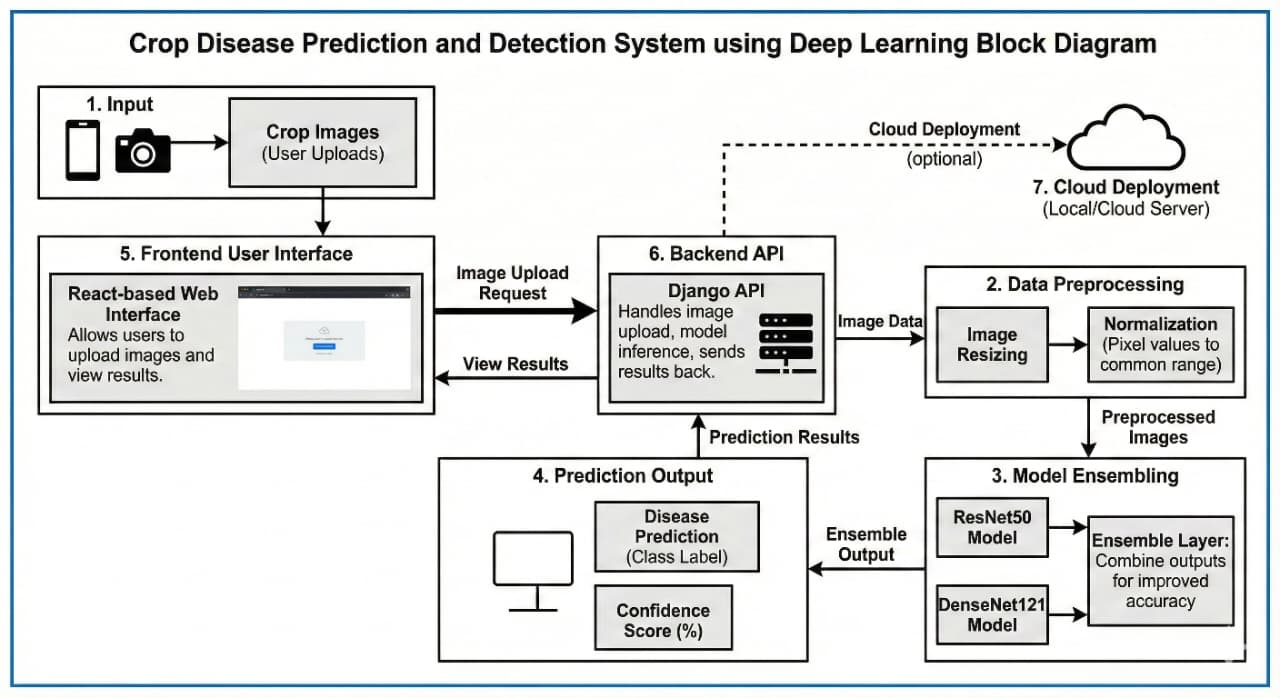 Crop Disease Prediction and Detection System using Deep Learning Block Diagram
1. Input
Crop Images
(User Uploads)
Cloud Deployment
(optional)
7. Cloud Deployment
(Local/Cloud Server)
5. Frontend User Interface
React-based Web
Interface
Allows users to
upload images and
view results.
Image Upload
Request
View Results
6. Backend API
Django API
Handles image
upload, model
inference, sends
results back.
Image Data
2. Data Preprocessing
Image
Resizing
Normalization
(Pixel values to
common range)
Preprocessed
Images
3. Model Ensembling
ResNet50
Model
DenseNet121
Model
Ensemble Layer:
Combine outputs
for improved
accuracy
Ensemble
Output
4. Prediction Output
Disease
Prediction
(Class Label)
Confidence
Score (%)
Prediction Results